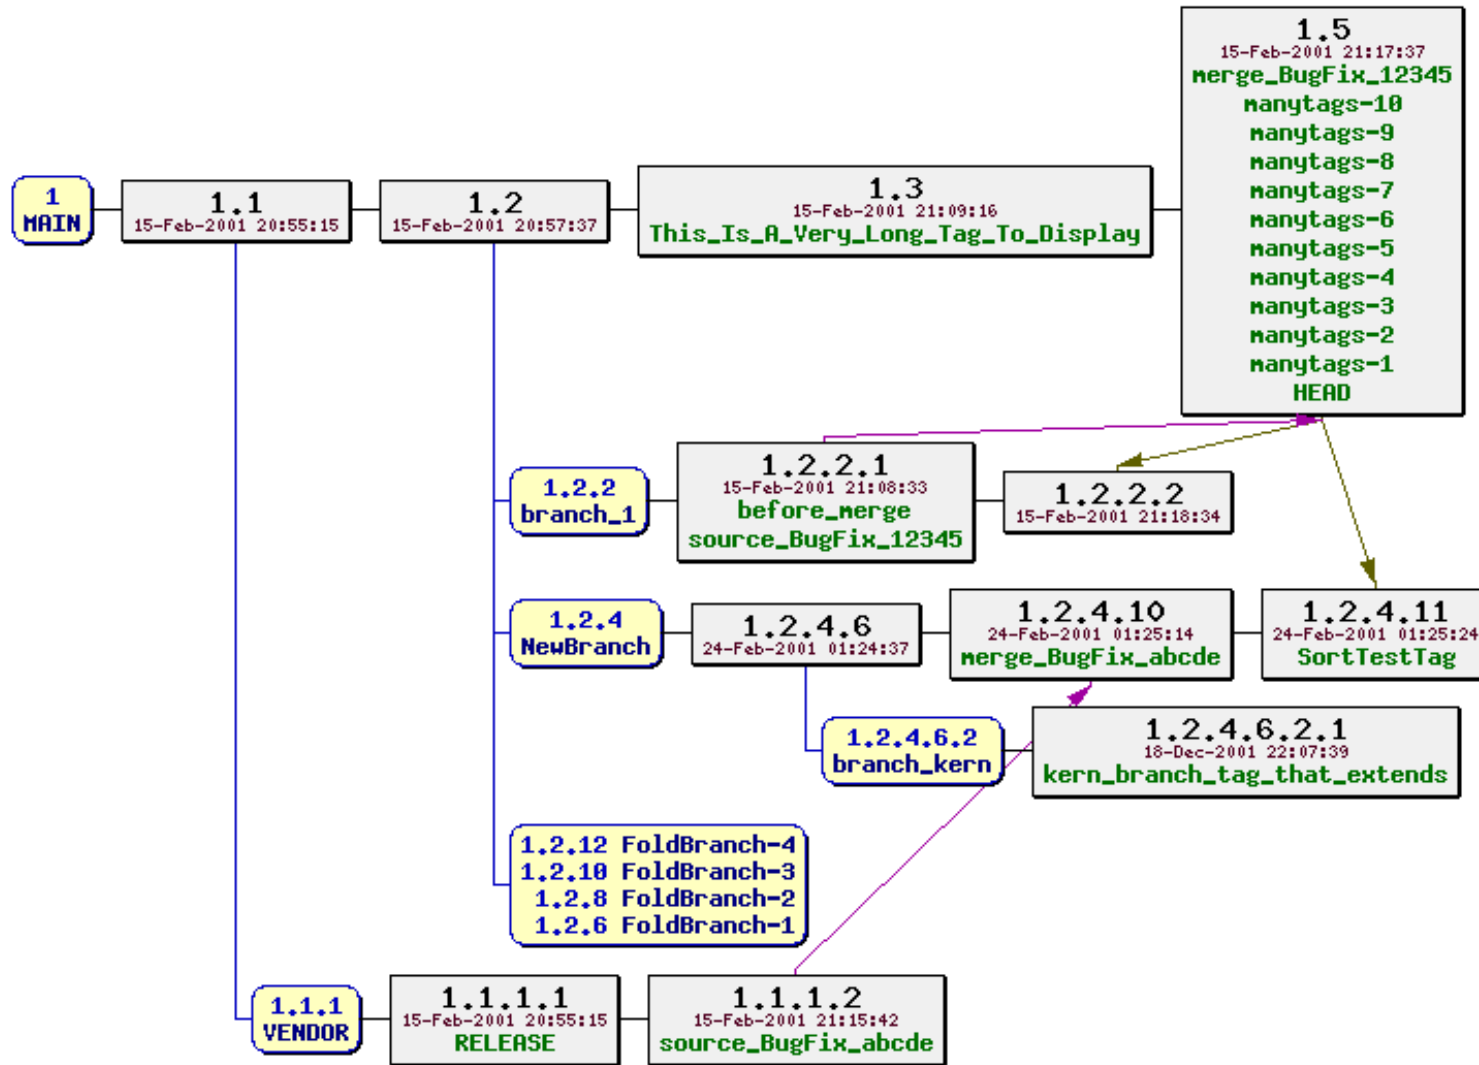 1
MAIN
1.1
15-Feb-2001 20:55:15
1.2
15-Feb-2001 20:57:37
1.3
15-Feb-2001 21:09:16
This_Is_A_Very_Long_Tag_To_Display
1.5
15-Feb-2001 21:17:37
merge_BugFix_12345
manytags-10
manytags-9
manytags-8
manytags-7
manytags-6
manytags-5
manytags-4
manytags-3
manytags-2
manytags-1
HEAD
1.2.2
branch_1
1.2.2.1
15-Feb-2001 21:08:33
before_merge
source_BugFix_12345
1.2.2.2
15-Feb-2001 21:18:34
1.2.4
NewBranch
1.2.4.6
24-Feb-2001 01:24:37
1.2.4.10
24-Feb-2001 01:25:14
merge_BugFix_abcde
1.2.4.11
24-Feb-2001 01:25:24
SortTestTag
1.2.4.6.2
branch_kern
1.2.4.6.2.1
18-Dec-2001 22:07:39
kern_branch_tag_that_extends
1.2.12 FoldBranch-4
1.2.10 FoldBranch-3
1.2.8 FoldBranch-2
1.2.6 FoldBranch-1
1.1.1
VENDOR
1.1.1.1
15-Feb-2001 20:55:15
RELEASE
1.1.1.2
15-Feb-2001 21:15:42
source_BugFix_abcde